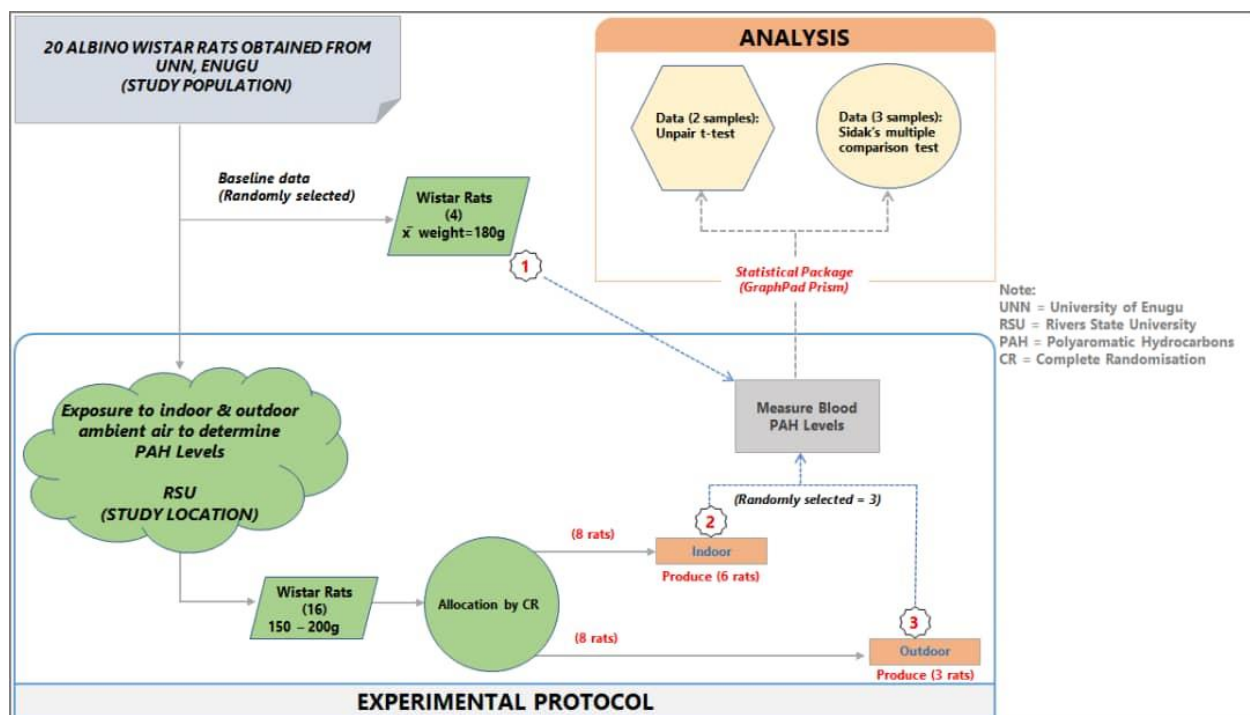 20 ALBINO WISTAR RATS OBTAINED FROM
UNN, ENUGU
(STUDY POPULATION)
ANALYSIS
Data (2 samples):
Unpair t-test
Data (3 samples):
Sidak's multiple
comparison test
Baseline data
(Randomly selected)
Wistar Rats
(4)
x̄ weight=180g
1
Statistical Package
(GraphPad Prism)
Note:
UNN = University of Enugu
RSU = Rivers State University
PAH = Polyaromatic Hydrocarbons
CR = Complete Randomisation
Exposure to indoor & outdoor
ambient air to determine
PAH Levels
RSU
(STUDY LOCATION)
Measure Blood
PAH Levels
(Randomly selected = 3)
2
(8 rats)
Indoor
Produce (6 rats)
Wistar Rats
(16)
150 – 200g
Allocation by CR
(8 rats)
3
Outdoor
Produce (3 rats)
EXPERIMENTAL PROTOCOL